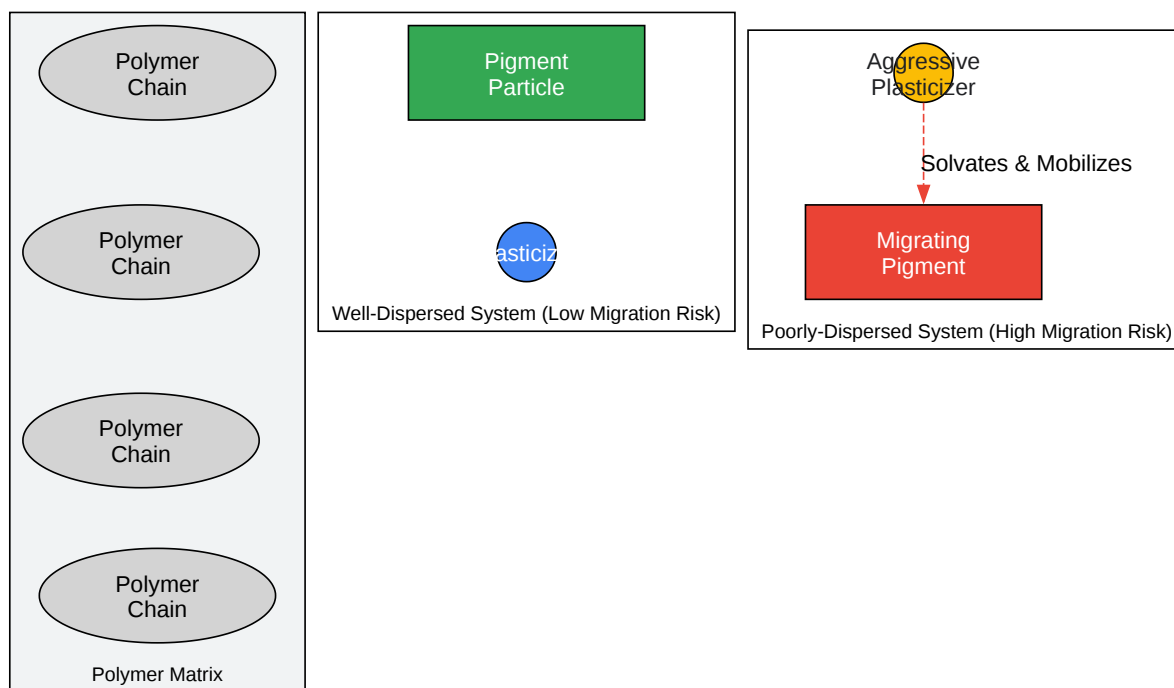 Polymer
Chain
Polymer
Chain
Polymer
Chain
Polymer
Chain
Polymer Matrix
Pigment
Particle
asticiz
Well-Dispersed System (Low Migration Risk)
Aggressive
Plasticizer
Solvates & Mobilizes
Migrating
Pigment
Poorly-Dispersed System (High Migration Risk)